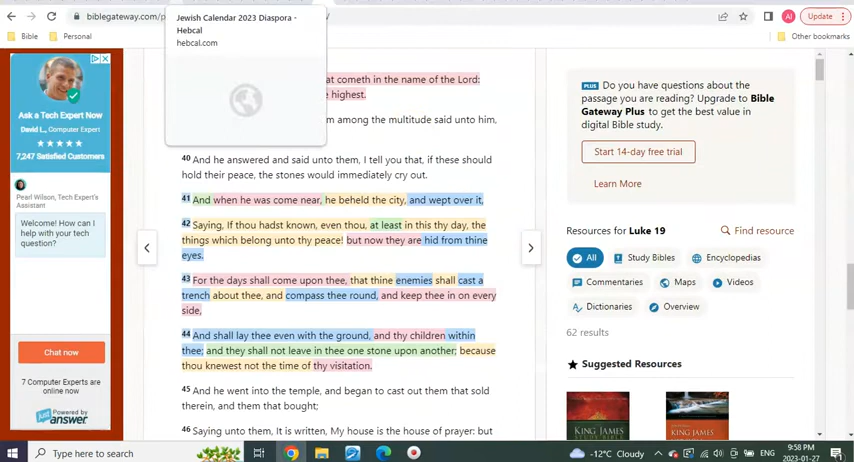 biblegateway.com/p
Update
Bible
Personal
Other bookmarks
Jewish Calendar 2023 Diaspora -
Hebcal
hebcal.com
Ask a Tech Expert Now
David L., Computer Expert
7,247 Satisfied Customers
Pearl Wilson, Tech Expert's
Assistant
Welcome! How can I
help with your tech
question?
Chat now
7 Computer Experts are
online now
Powered by
JustAnswer
at cometh in the name of the Lord:
highest.
m among the multitude said unto him,
40 And he answered and said unto them, I tell you that, if these should
hold their peace, the stones would immediately cry out.
41 And when he was come near, he beheld the city, and wept over it,
42 Saying, If thou hadst known, even thou, at least in this thy day, the
things which belong unto thy peace! but now they are hid from thine
eyes.
43 For the days shall come upon thee, that thine enemies shall cast a
trench about thee, and compass thee round, and keep thee in on every
side,
44 And shall lay thee even with the ground, and thy children within
thee; and they shall not leave in thee one stone upon another; because
thou knewest not the time of thy visitation.
45 And he went into the temple, and began to cast out them that sold
therein, and them that bought;
46 Saying unto them, It is written, My house is the house of prayer: but
PLUS Do you have questions about the
passage you are reading? Upgrade to Bible
Gateway Plus to get the best value in
digital Bible study.
Start 14-day free trial
Learn More
Resources for Luke 19
Find resource
All
Study Bibles
Encyclopedias
Commentaries
Maps
Videos
Dictionaries
Overview
62 results
Suggested Resources
KING JAMES
KING JAMES
Type here to search
-12°C Cloudy
ENG
9:58 PM
2023-01-27